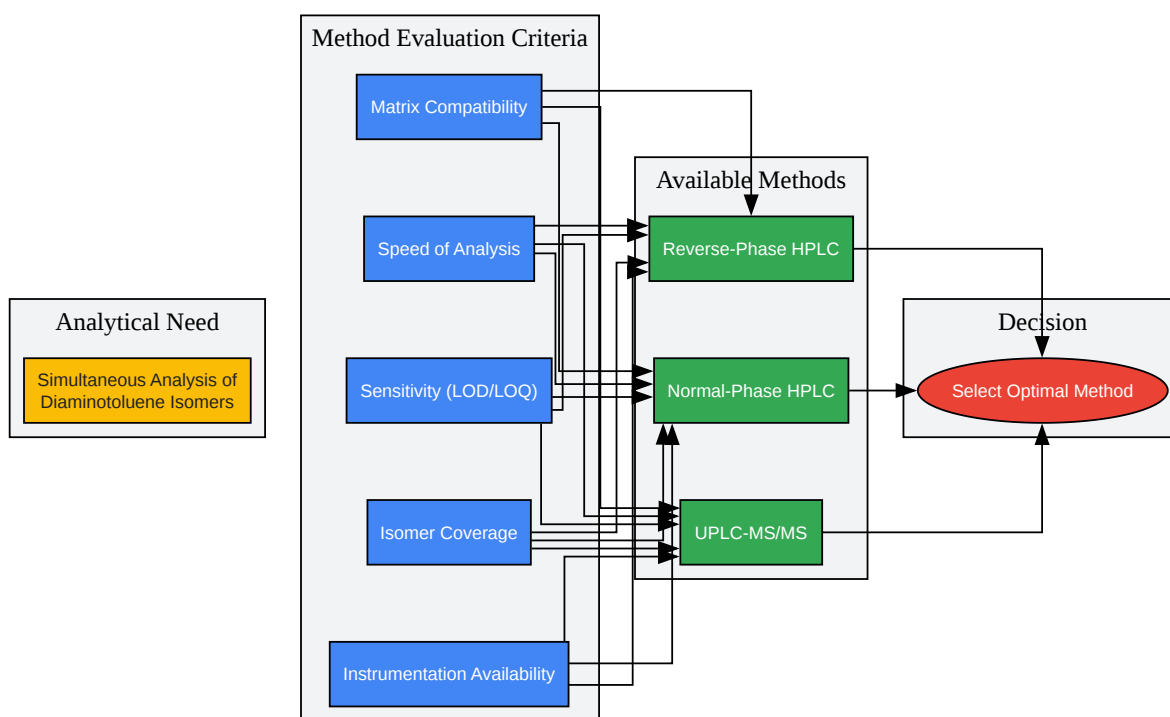 Analytical Need
Simultaneous Analysis of
Diaminotoluene Isomers
Method Evaluation Criteria
Matrix Compatibility
Speed of Analysis
Sensitivity (LOD/LOQ)
Isomer Coverage
Instrumentation Availability
Available Methods
Reverse-Phase HPLC
Normal-Phase HPLC
UPLC-MS/MS
Decision
Select Optimal Method